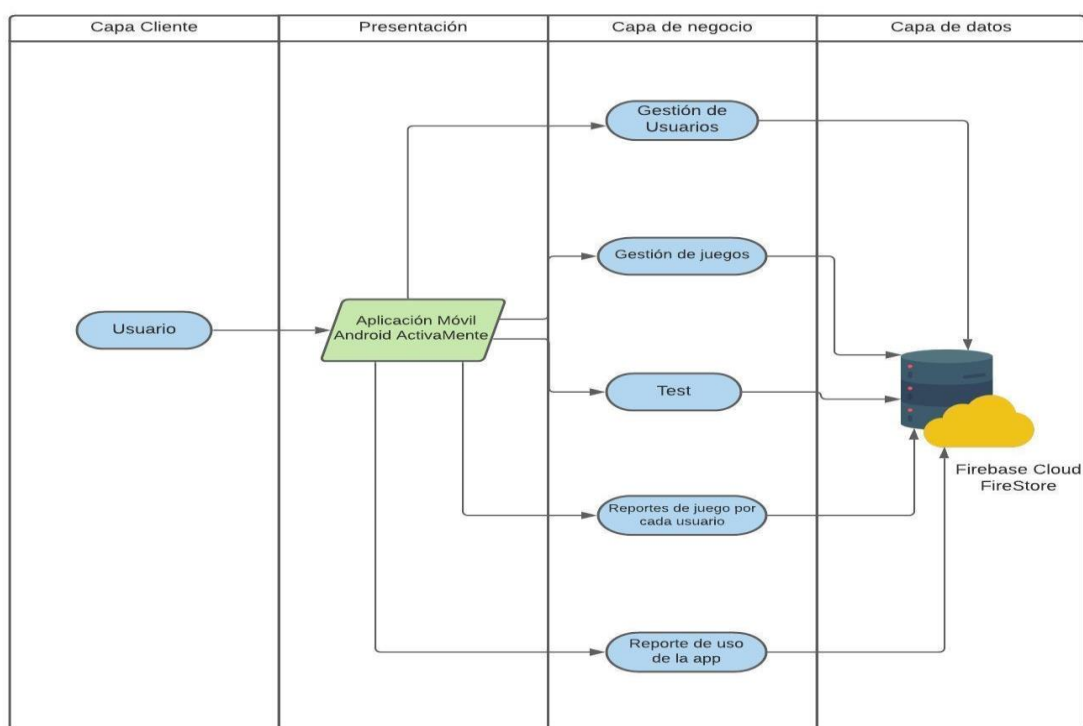 Capa Cliente
Presentación
Capa de negocio
Capa de datos
Gestión de
Usuarios
Gestión de juegos
Usuario
Aplicación Móvil
Android ActivaMente
Test
Firebase Cloud
FireStore
Reportes de juego por
cada usuario
Reporte de uso
de la app